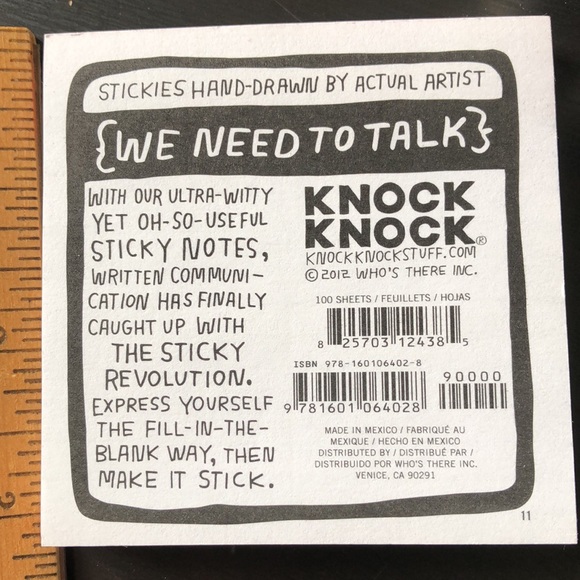 STICKIES HAND-DRAWN BY ACTUAL ARTIST
{WE NEED TO TALK}
WITH OUR ULTRA-WITTY
YET OH-SO-USEFUL
STICKY NOTES,
WRITTEN COMMUNI-
CATION HAS FINALLY
CAUGHT UP WITH
THE STICKY
REVOLUTION.
EXPRESS YOURSELF
THE FILL-IN-THE-
BLANK WAY, THEN
MAKE IT STICK.
KNOCK
KNOCK®
KNOCKKNOCKSTUFF.COM
© 2012 WHO'S THERE INC.
100 SHEETS / FEUILLETS / HOJAS
8 25703 12438 5
ISBN 978-160106402-8
90000
9 781601 064028
MADE IN MEXICO / FABRIQUÉ AU
MEXIQUE / HECHO EN MEXICO
DISTRIBUTED BY / DISTRIBUÉ PAR /
DISTRIBUIDO POR WHO'S THERE INC.
VENICE, CA 90291
11